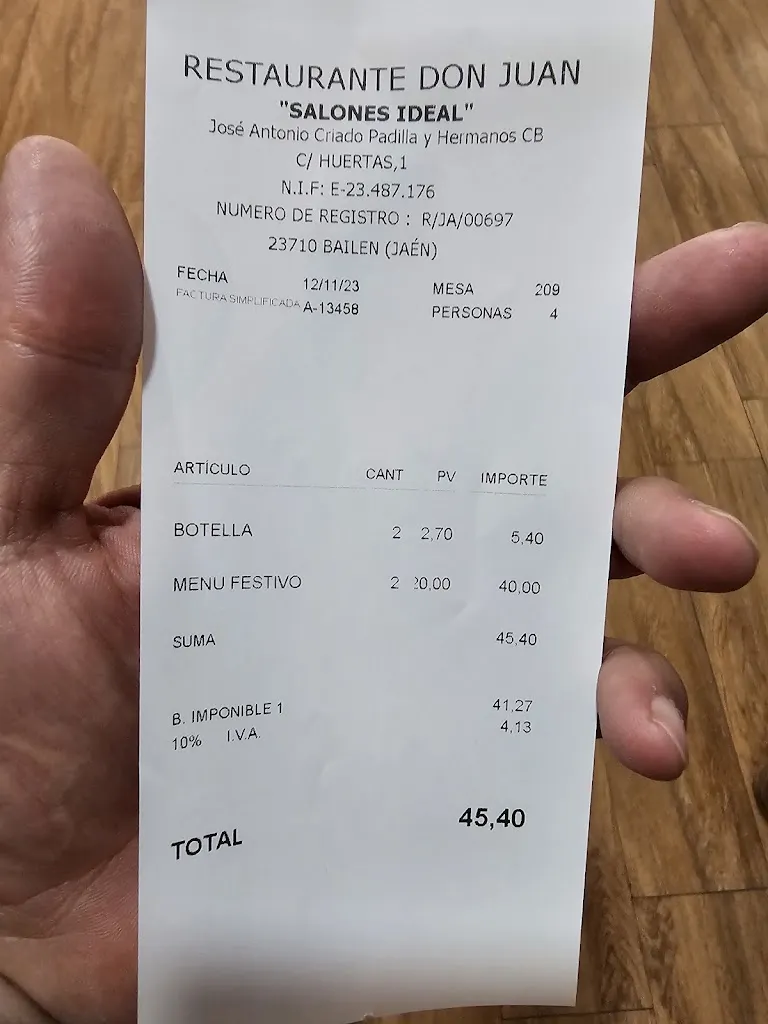 RESTAURANTE DON JUAN
"SALONES IDEAL"
José Antonio Criado Padilla y Hermanos CB
C/ HUERTAS,1
N.I.F: E-23.487.176
NUMERO DE REGISTRO : R/JA/00697
23710 BAILEN (JAÉN)
FECHA 12/11/23 MESA 209
FACTURA SIMPLIFICADA A-13458 PERSONAS 4
ARTÍCULO CANT PV IMPORTE
BOTELLA 2 2,70 5,40
MENU FESTIVO 2 20,00 40,00
SUMA 45,40
B. IMPONIBLE 1 41,27
10% I.V.A. 4,13
TOTAL 45,40